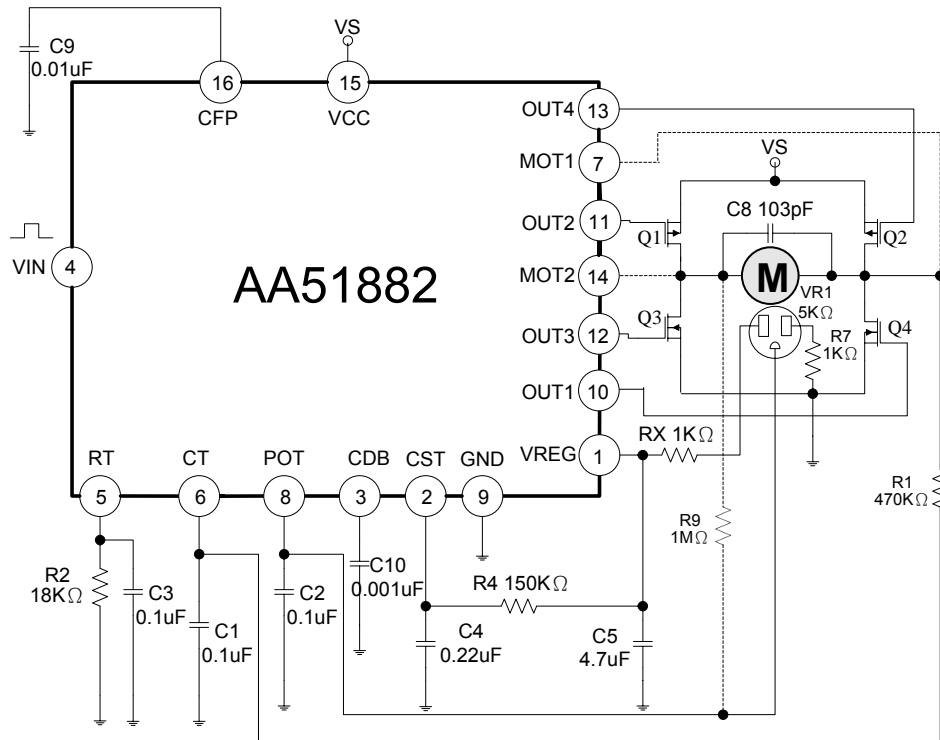 VS
C9
0.01uF
16
15
CFP
VCC
OUT4
13
MOT1
7
VS
C8 103pF
OUT2
11
Q1
Q2
VIN
4
AA51882
MOT2
14
M
VR1
5KΩ
OUT3
12
Q3
Q4
R7
1KΩ
OUT1
10
VREG
1
RX 1KΩ
RT
CT
POT
CDB
CST
GND
5
6
8
3
2
9
R1
470KΩ
R9
1MΩ
R2
18KΩ
C3
0.1uF
C1
0.1uF
C2
0.1uF
C10
0.001uF
R4 150KΩ
C4
0.22uF
C5
4.7uF